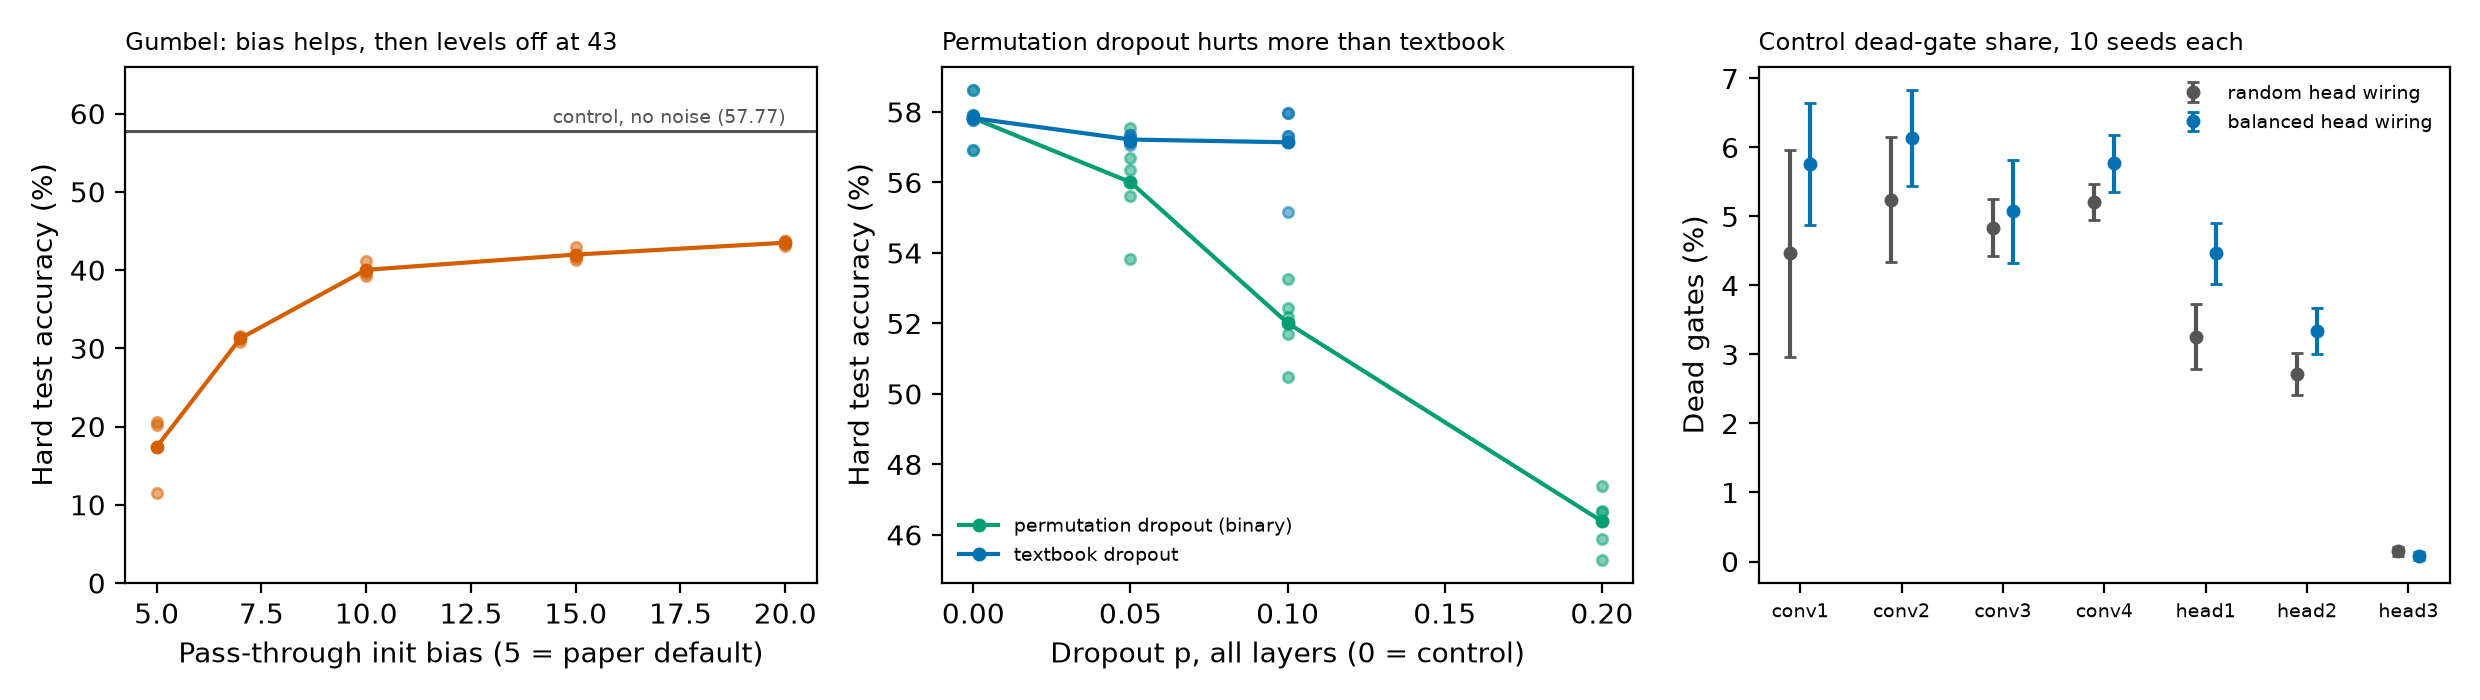 Gumbel: bias helps, then levels off at 43
Hard test accuracy (%)
60
50
40
30
20
10
0
control, no noise (57.77)
5.0 7.5 10.0 12.5 15.0 17.5 20.0
Pass-through init bias (5 = paper default)
Permutation dropout hurts more than textbook
Hard test accuracy (%)
58
56
54
52
50
48
46
permutation dropout (binary)
textbook dropout
0.00 0.05 0.10 0.15 0.20
Dropout p, all layers (0 = control)
Control dead-gate share, 10 seeds each
Dead gates (%)
7
6
5
4
3
2
1
0
random head wiring
balanced head wiring
conv1 conv2 conv3 conv4 head1 head2 head3